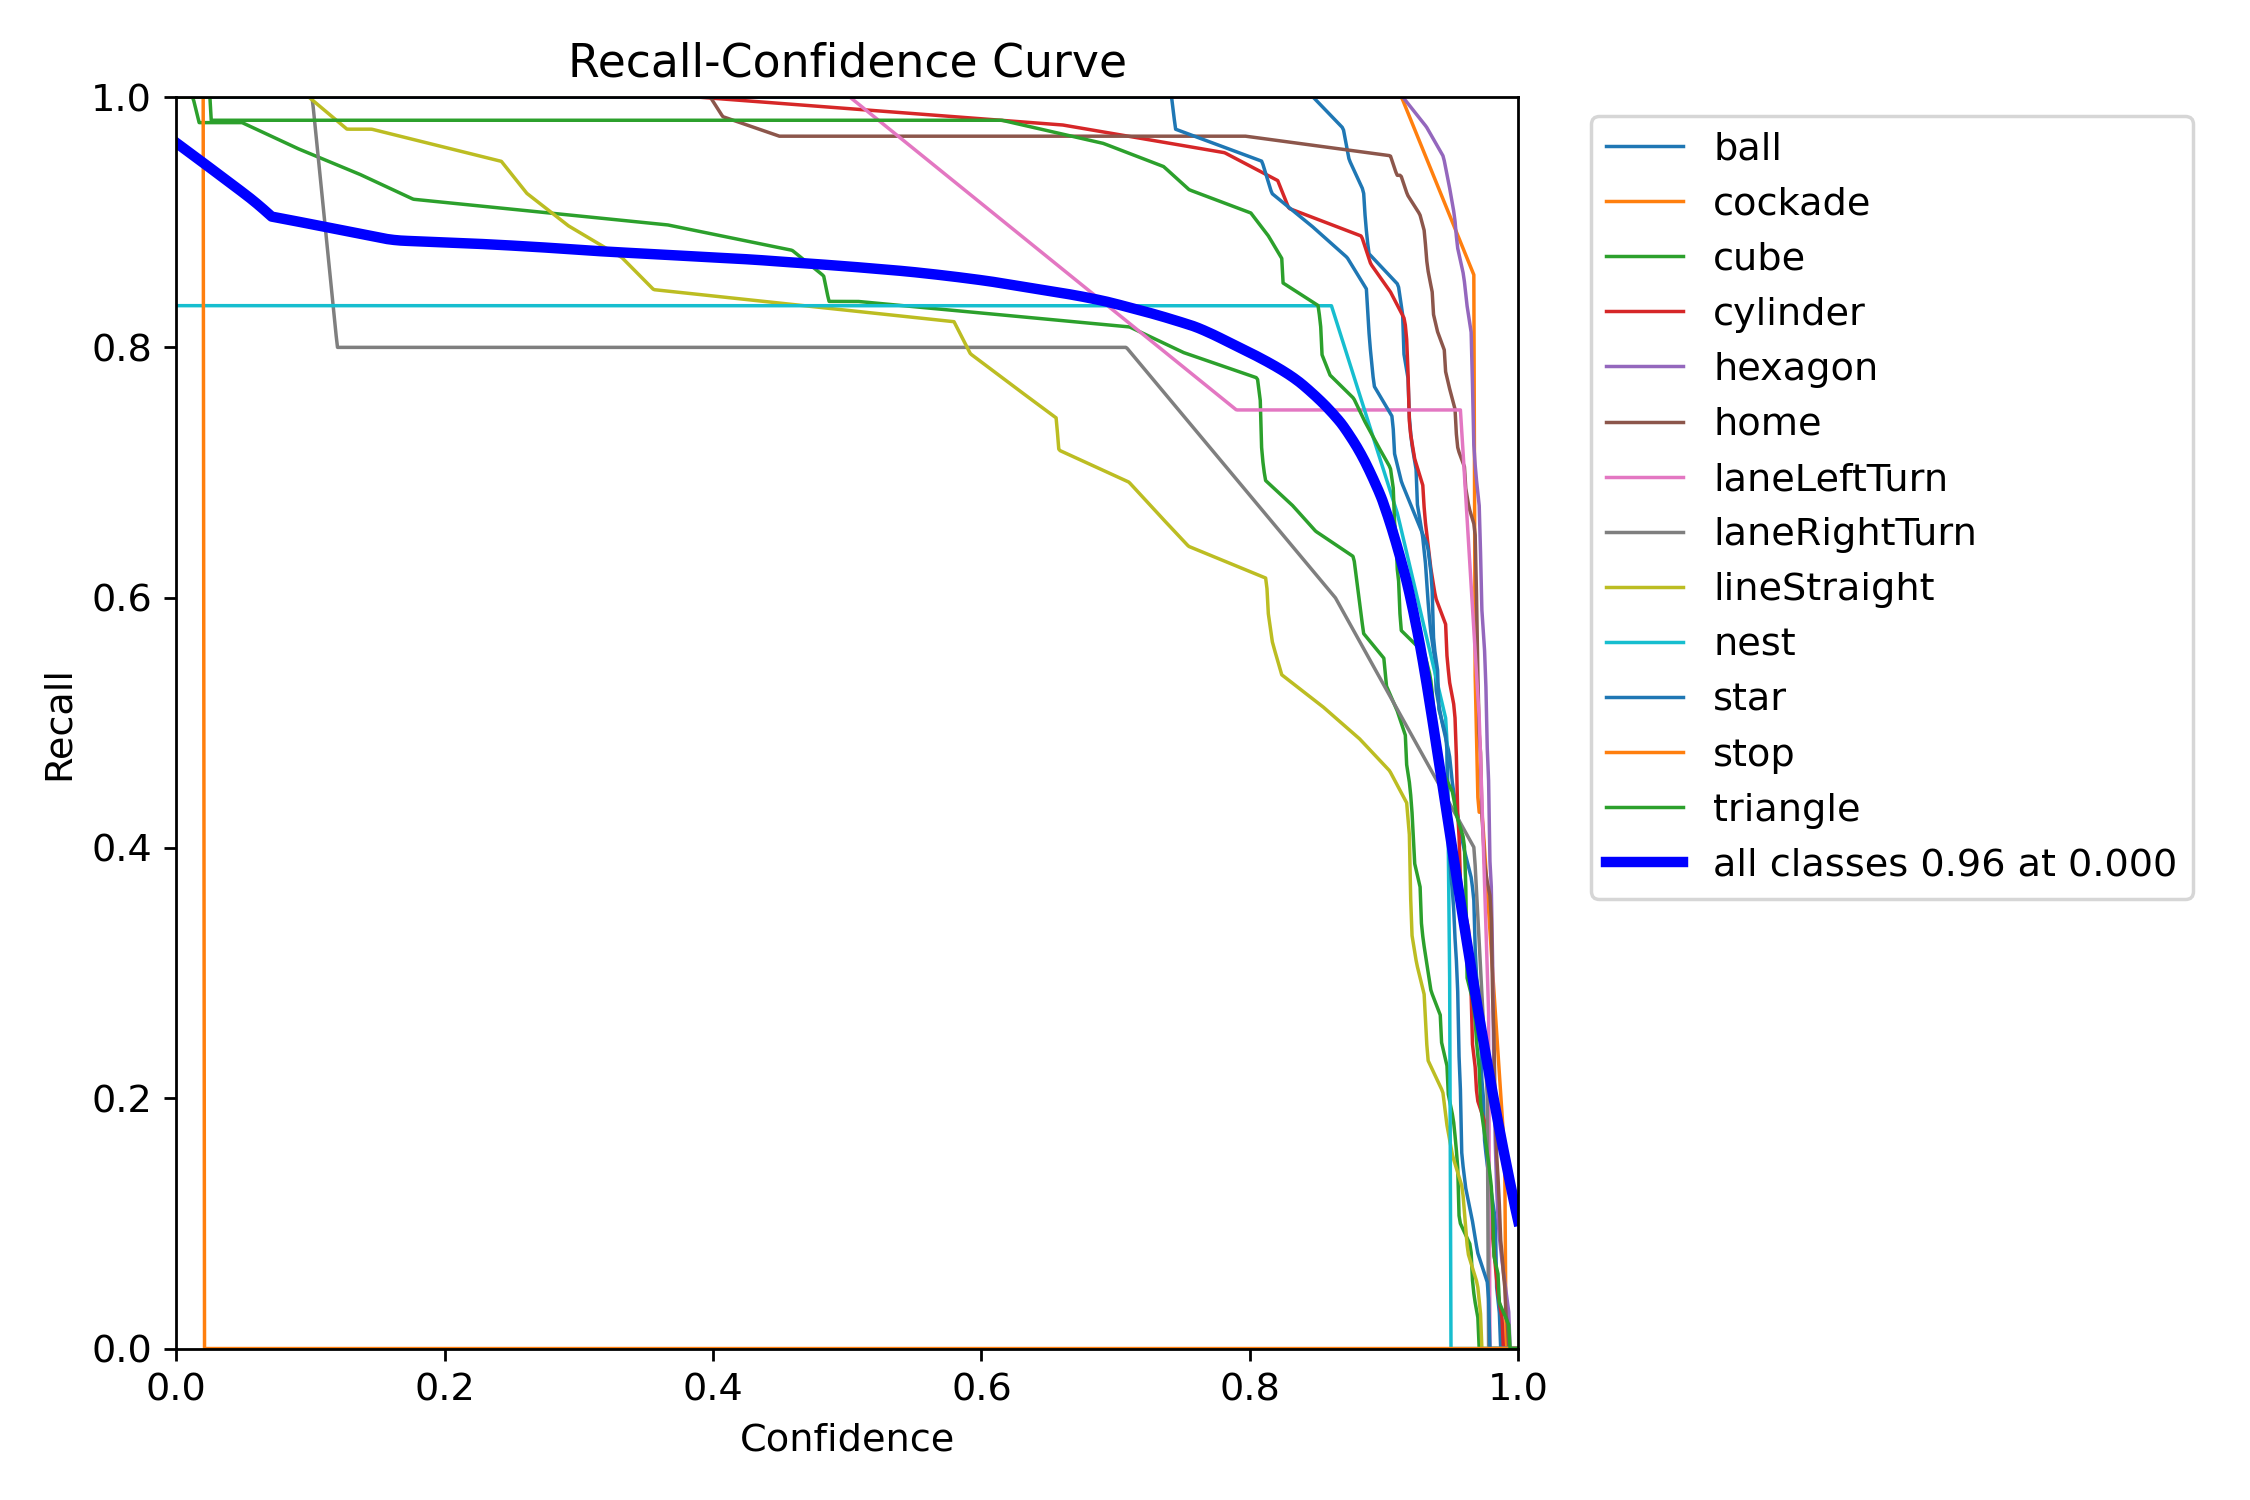 Recall-Confidence Curve
1.0
0.8
0.6
0.4
0.2
0.0
Recall
0.0 0.2 0.4 0.6 0.8 1.0
Confidence
ball
cockade
cube
cylinder
hexagon
home
laneLeftTurn
laneRightTurn
lineStraight
nest
star
stop
triangle
all classes 0.96 at 0.000